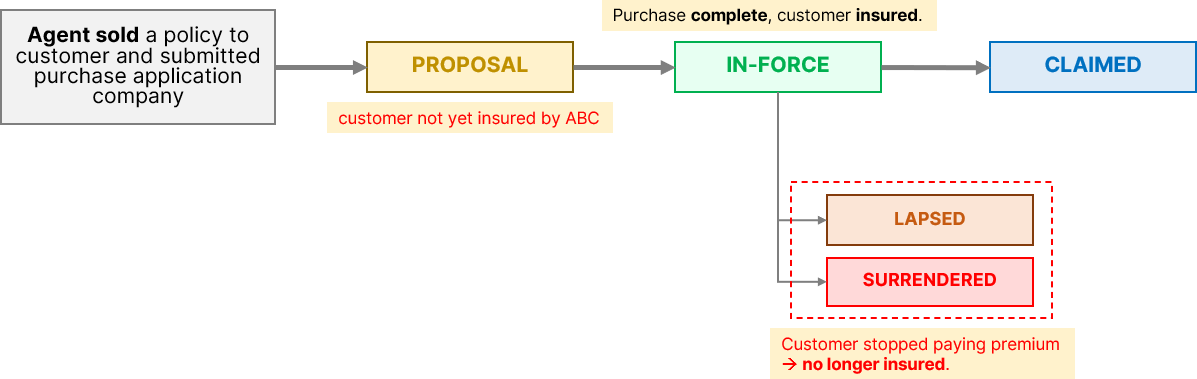 Agent sold a policy to
customer and submitted
purchase application
company
PROPOSAL
customer not yet insured by ABC
Purchase complete, customer insured.
IN-FORCE
CLAIMED
LAPSED
SURRENDERED
Customer stopped paying premium
→ no longer insured.